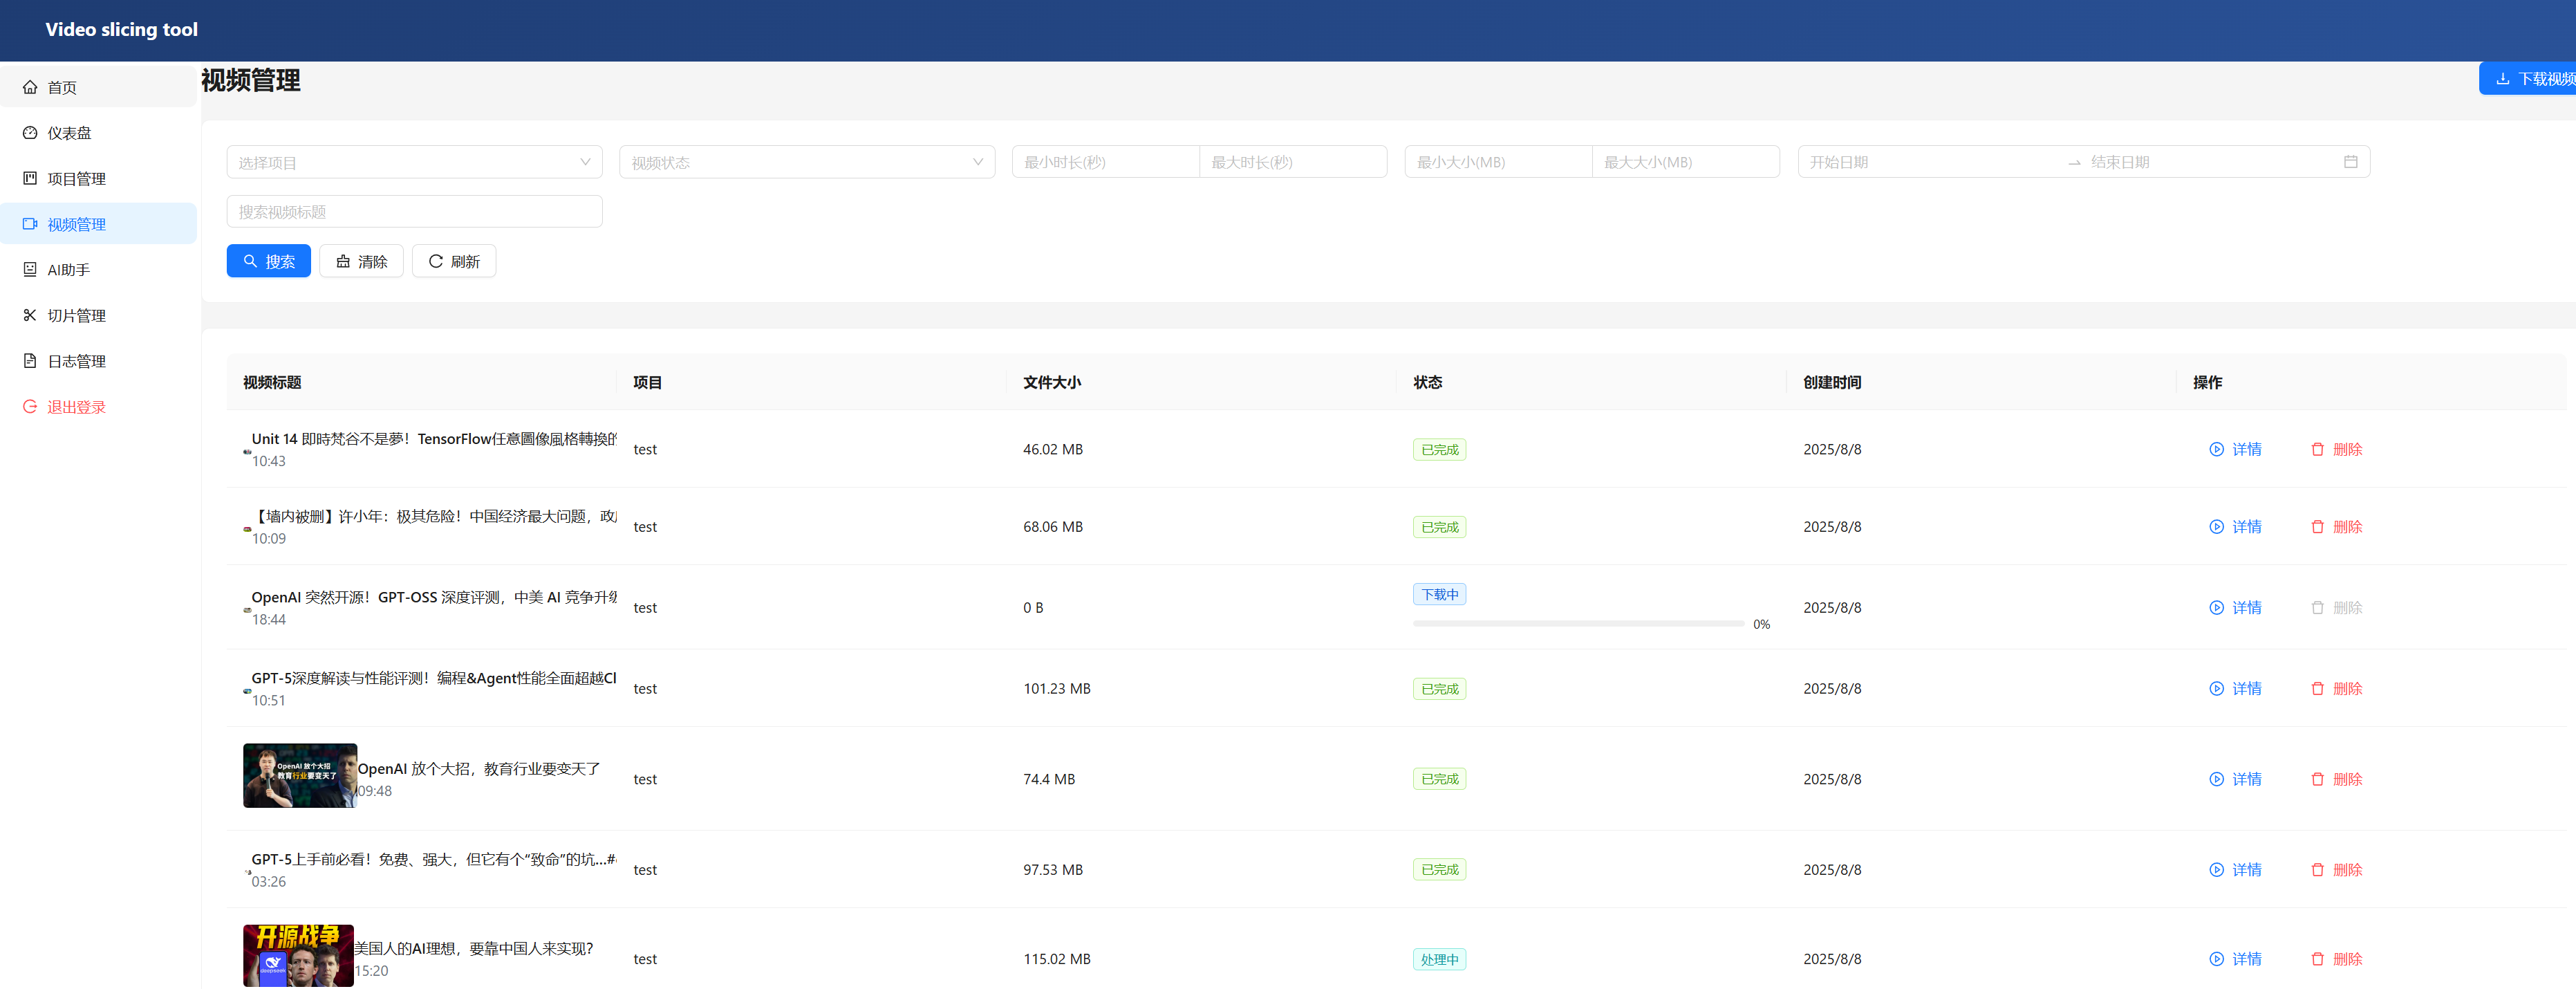 Video slicing tool
首页
仪表盘
项目管理
视频管理
AI助手
切片管理
日志管理
退出登录
视频管理
下载视频
选择项目
视频状态
最小时长(秒)
最大时长(秒)
最小大小(MB)
最大大小(MB)
开始日期
结束日期
搜索视频标题
搜索
清除
刷新
视频标题 项目 文件大小 状态 创建时间 操作
Unit 14 即時梵谷不是夢！TensorFlow任意圖像風格轉換的
10:43
test 46.02 MB 已完成 2025/8/8 详情 删除
【墙内被删】许小年：极其危险！中国经济最大问题，政
10:09
test 68.06 MB 已完成 2025/8/8 详情 删除
OpenAI 突然开源！GPT-OSS 深度评测，中美 AI 竞争升级
18:44
test 0 B 下载中 0% 2025/8/8 详情 删除
GPT-5深度解读与性能评测！编程&Agent性能全面超越Cl
10:51
test 101.23 MB 已完成 2025/8/8 详情 删除
OpenAI 放个大招
教育行业要变天了
OpenAI 放个大招，教育行业要变天了
09:48
test 74.4 MB 已完成 2025/8/8 详情 删除
GPT-5上手前必看！免费、强大，但它有个“致命”的坑...#
03:26
test 97.53 MB 已完成 2025/8/8 详情 删除
开源战争
deepseek
美国人的AI理想，要靠中国人来实现？
15:20
test 115.02 MB 处理中 2025/8/8 详情 删除